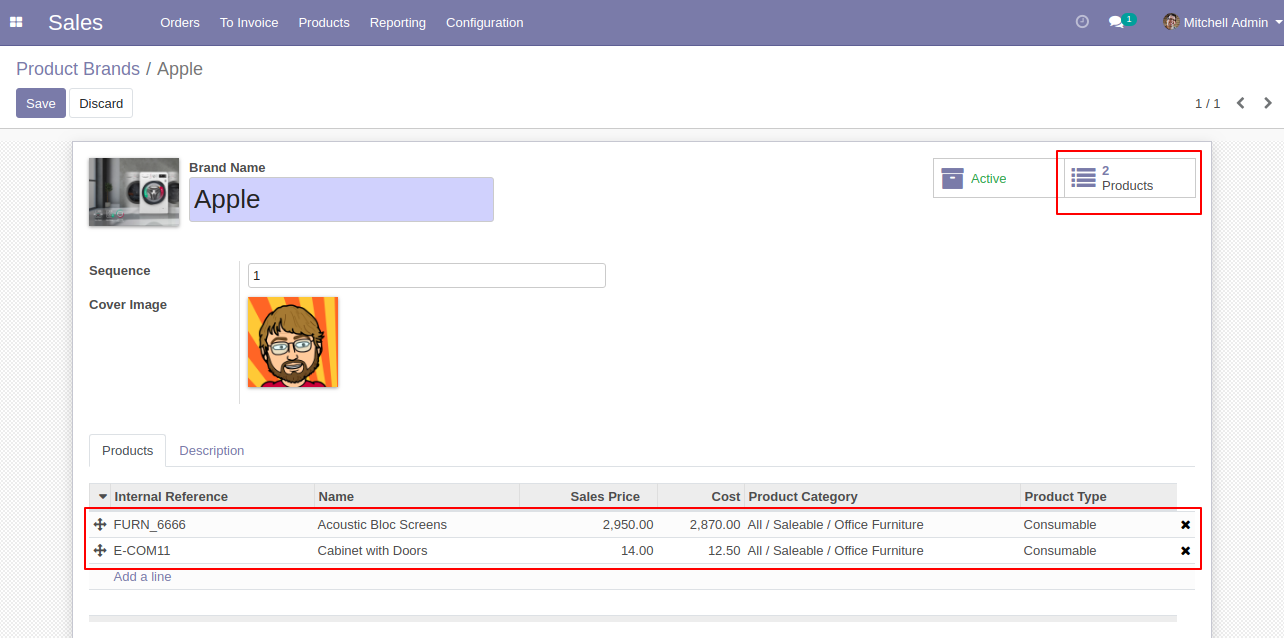 Sales Orders To Invoice Products Reporting Configuration 1 Mitchell Admin
Product Brands / Apple
Save Discard 1 / 1
Brand Name
Apple
Active
2
Products
Sequence 1
Cover Image
Products Description
Internal Reference Name Sales Price Cost Product Category Product Type
FURN_6666 Acoustic Bloc Screens 2,950.00 2,870.00 All / Saleable / Office Furniture Consumable
E-COM11 Cabinet with Doors 14.00 12.50 All / Saleable / Office Furniture Consumable
Add a line